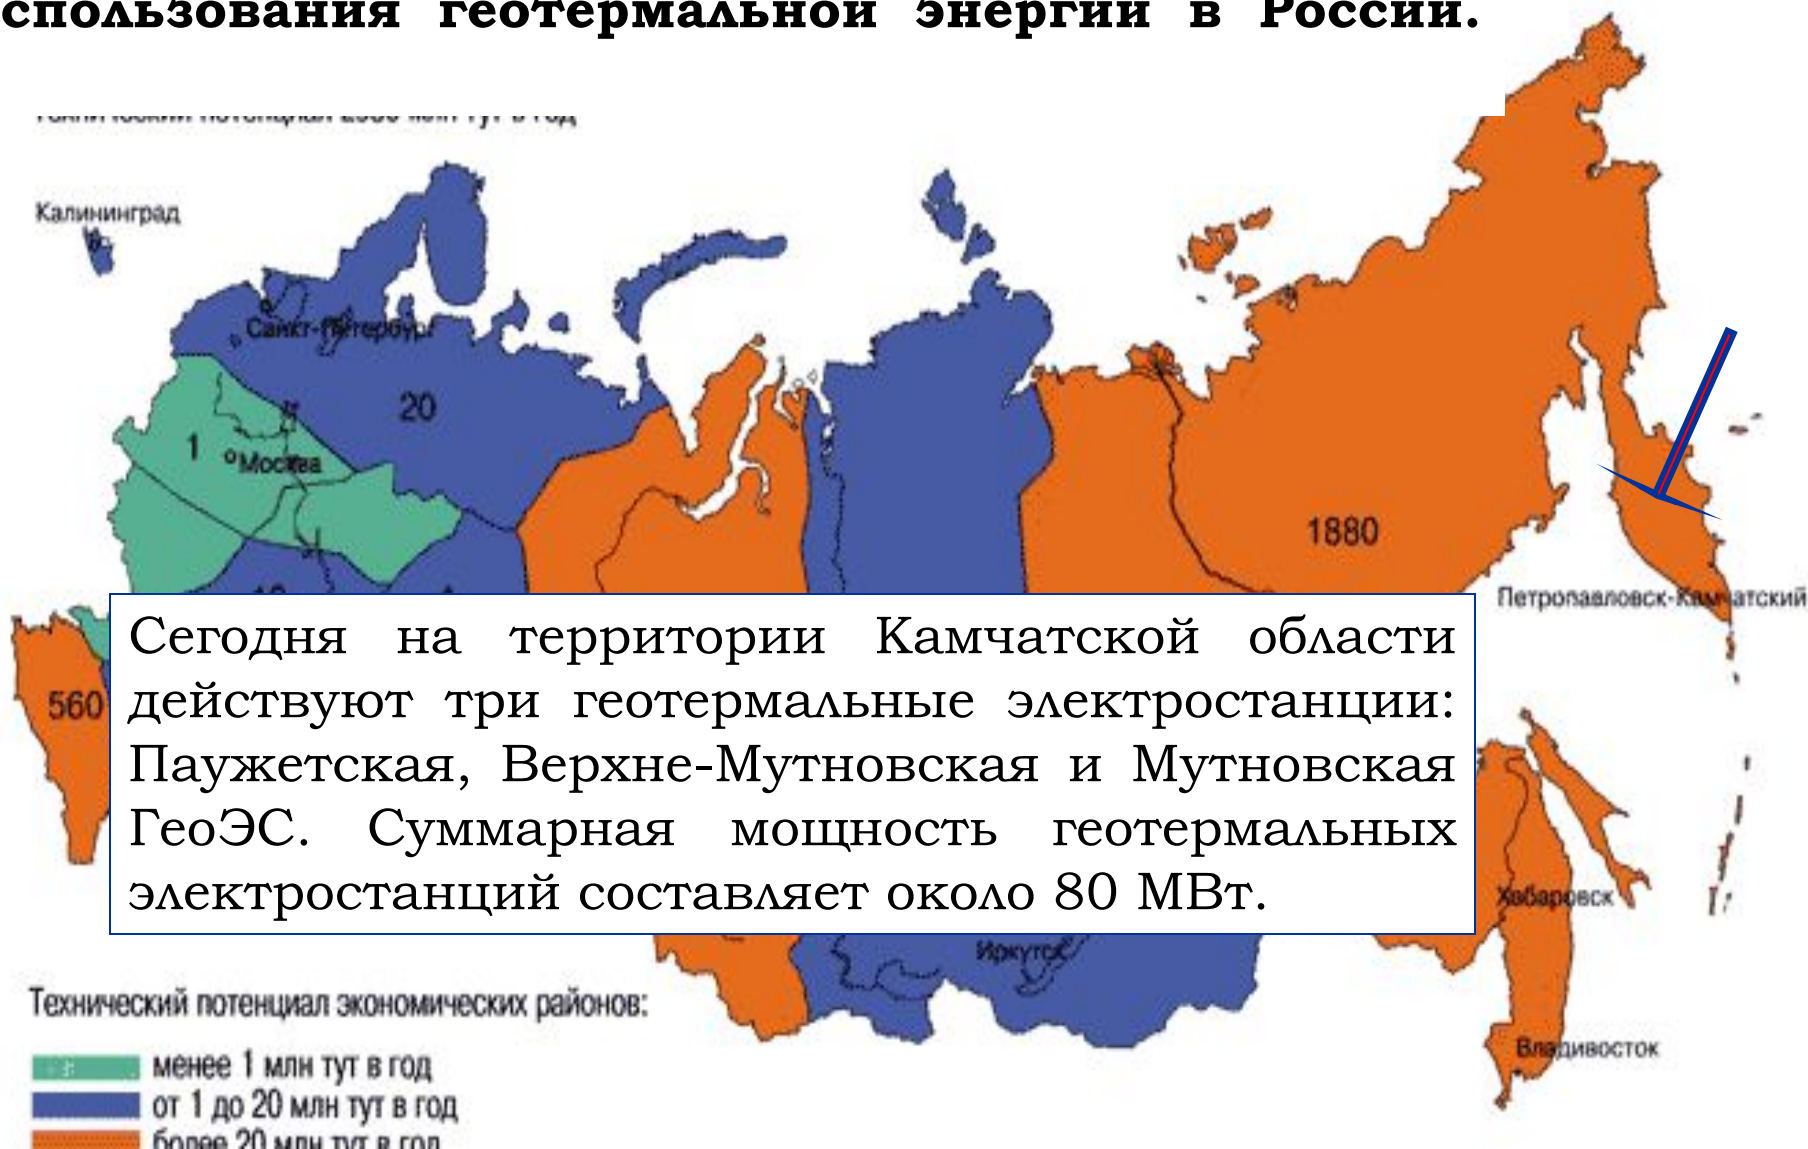 спользования геотермальной энергии в России.
Калининград
Санкт-Петербург
20
1
Москва
1880
Петропавловск-Камчатский
560
Сегодня на территории Камчатской области
действуют три геотермальные электростанции:
Паужетская, Верхне-Мутновская и Мутновская
ГеоЭС. Суммарная мощность геотермальных
электростанций составляет около 80 МВт.
Хабаровск
Иркутск
Технический потенциал экономических районов:
Владивосток
менее 1 млн тут в год
от 1 до 20 млн тут в год
более 20 млн тут в год